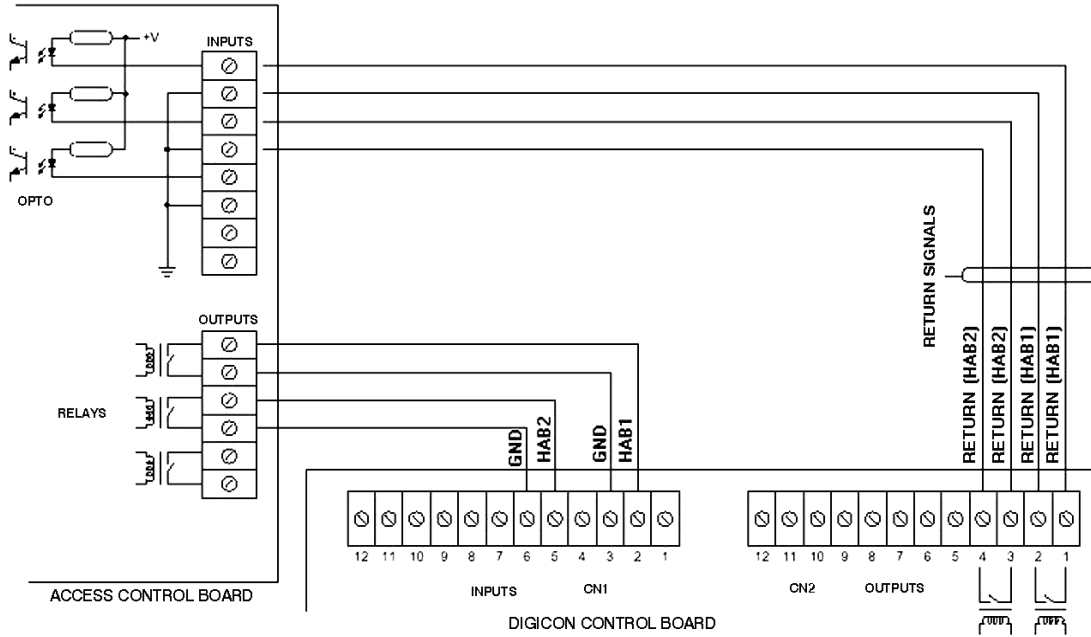 +V
INPUTS
OPTO
OUTPUTS
RELAYS
GND
HAB2
GND
HAB1
RETURN SIGNALS
RETURN (HAB2)
RETURN (HAB2)
RETURN (HAB1)
RETURN (HAB1)
12 11 10 9 8 7 6 5 4 3 2 1
12 11 10 9 8 7 6 5 4 3 2 1
INPUTS CN1
CN2 OUTPUTS
ACCESS CONTROL BOARD
DIGICON CONTROL BOARD